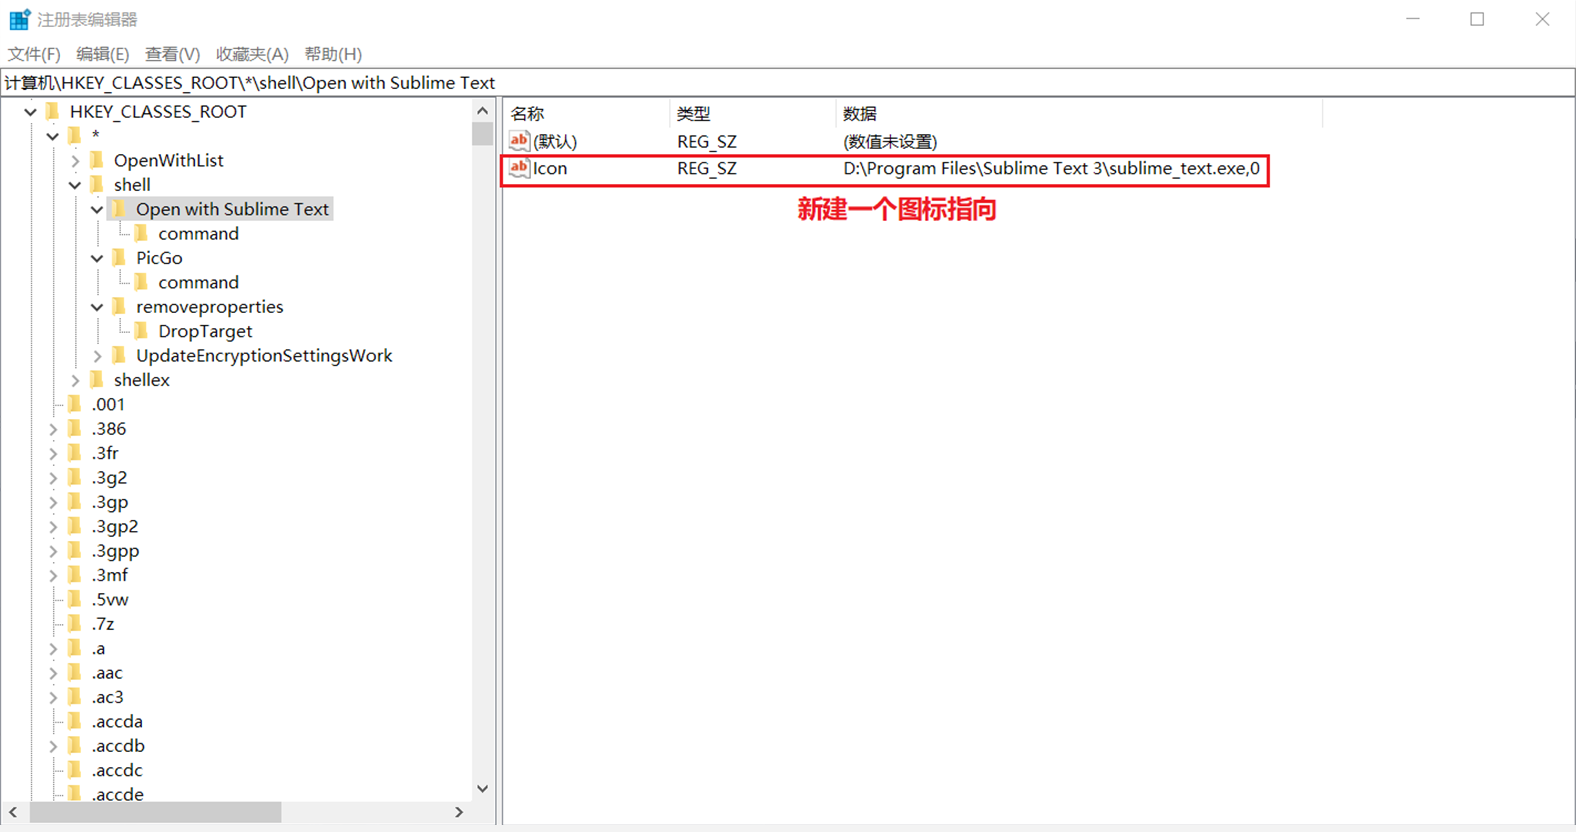 注册表编辑器
文件(F) 编辑(E) 查看(V) 收藏夹(A) 帮助(H)
计算机\HKEY_CLASSES_ROOT\*\shell\Open with Sublime Text
HKEY_CLASSES_ROOT
*
OpenWithList
shell
Open with Sublime Text
command
PicGo
command
removeproperties
DropTarget
UpdateEncryptionSettingsWork
shellex
.001
.386
.3fr
.3g2
.3gp
.3gp2
.3gpp
.3mf
.5vw
.7z
.a
.aac
.ac3
.accda
.accdb
.accdc
.accde
名称 类型 数据
ab (默认) REG_SZ (数值未设置)
ab Icon REG_SZ D:\Program Files\Sublime Text 3\sublime_text.exe,0
新建一个图标指向